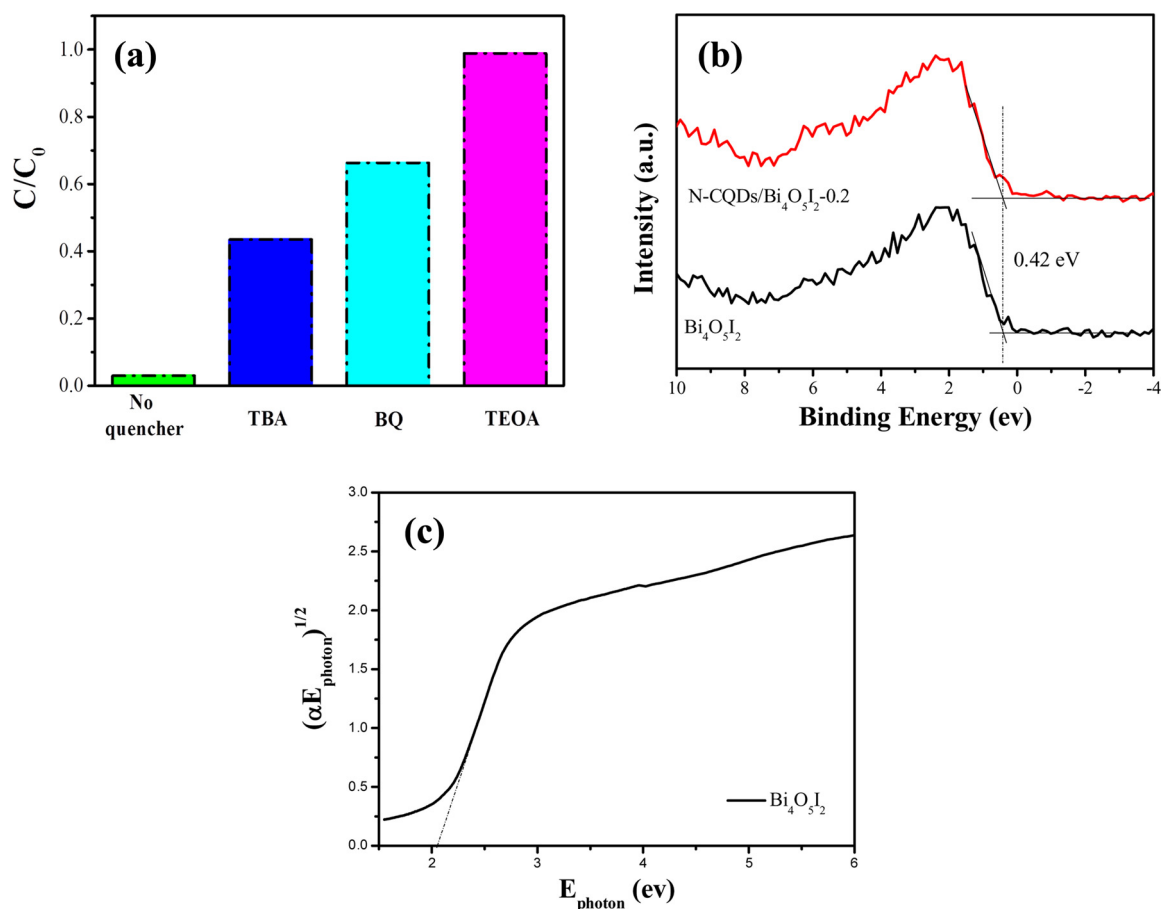 (a)
C/C0
1.0
0.8
0.6
0.4
0.2
0.0
No
quencher
TBA
BQ
TEOA
(b)
Intensity (a.u.)
N-CQDs/Bi4O5I2-0.2
0.42 eV
Bi4O5I2
10 8 6 4 2 0 -2 -4
Binding Energy (ev)
(c)
(αEphoton)1/2
3.0
2.5
2.0
1.5
1.0
0.5
0.0
Bi4O5I2
2 3 4 5 6
Ephoton (ev)